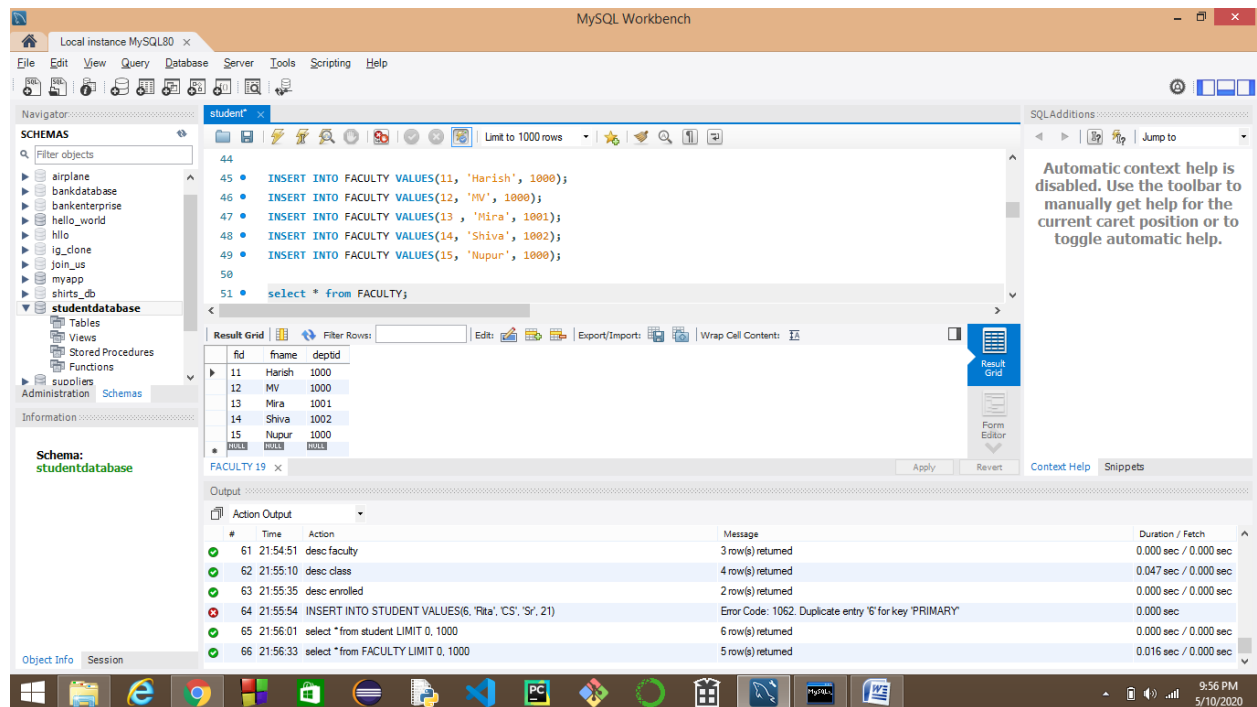 MySQL Workbench
Local instance MySQL80 ×
File Edit View Query Database Server Tools Scripting Help
Navigator
SCHEMAS
Filter objects
airplane
bankdatabase
bankenterprise
hello_world
hllo
ig_clone
join_us
myapp
shirts_db
studentdatabase
Tables
Views
Stored Procedures
Functions
suppliers
Administration Schemas
Information
Schema:
studentdatabase
Object Info Session
student* ×
Limit to 1000 rows
44
45 INSERT INTO FACULTY VALUES(11, 'Harish', 1000);
46 INSERT INTO FACULTY VALUES(12, 'MV', 1000);
47 INSERT INTO FACULTY VALUES(13 , 'Mira', 1001);
48 INSERT INTO FACULTY VALUES(14, 'Shiva', 1002);
49 INSERT INTO FACULTY VALUES(15, 'Nupur', 1000);
50
51 select * from FACULTY;
Result Grid Filter Rows: Edit: Export/Import: Wrap Cell Content:
fid fname deptid
11 Harish 1000
12 MV 1000
13 Mira 1001
14 Shiva 1002
15 Nupur 1000
NULL NULL NULL
Result Grid
Form Editor
FACULTY 19 ×
Apply Revert
SQLAdditions
Jump to
Automatic context help is
disabled. Use the toolbar to
manually get help for the
current caret position or to
toggle automatic help.
Context Help Snippets
Output
Action Output
# Time Action Message Duration / Fetch
61 21:54:51 desc faculty 3 row(s) returned 0.000 sec / 0.000 sec
62 21:55:10 desc class 4 row(s) returned 0.047 sec / 0.000 sec
63 21:55:35 desc enrolled 2 row(s) returned 0.000 sec / 0.000 sec
64 21:55:54 INSERT INTO STUDENT VALUES(6, 'Rita', 'CS', 'Sr', 21) Error Code: 1062. Duplicate entry '6' for key 'PRIMARY' 0.000 sec
65 21:56:01 select * from student LIMIT 0, 1000 6 row(s) returned 0.000 sec / 0.000 sec
66 21:56:33 select * from FACULTY LIMIT 0, 1000 5 row(s) returned 0.016 sec / 0.000 sec
PC
MySQL
9:56 PM
5/10/2020